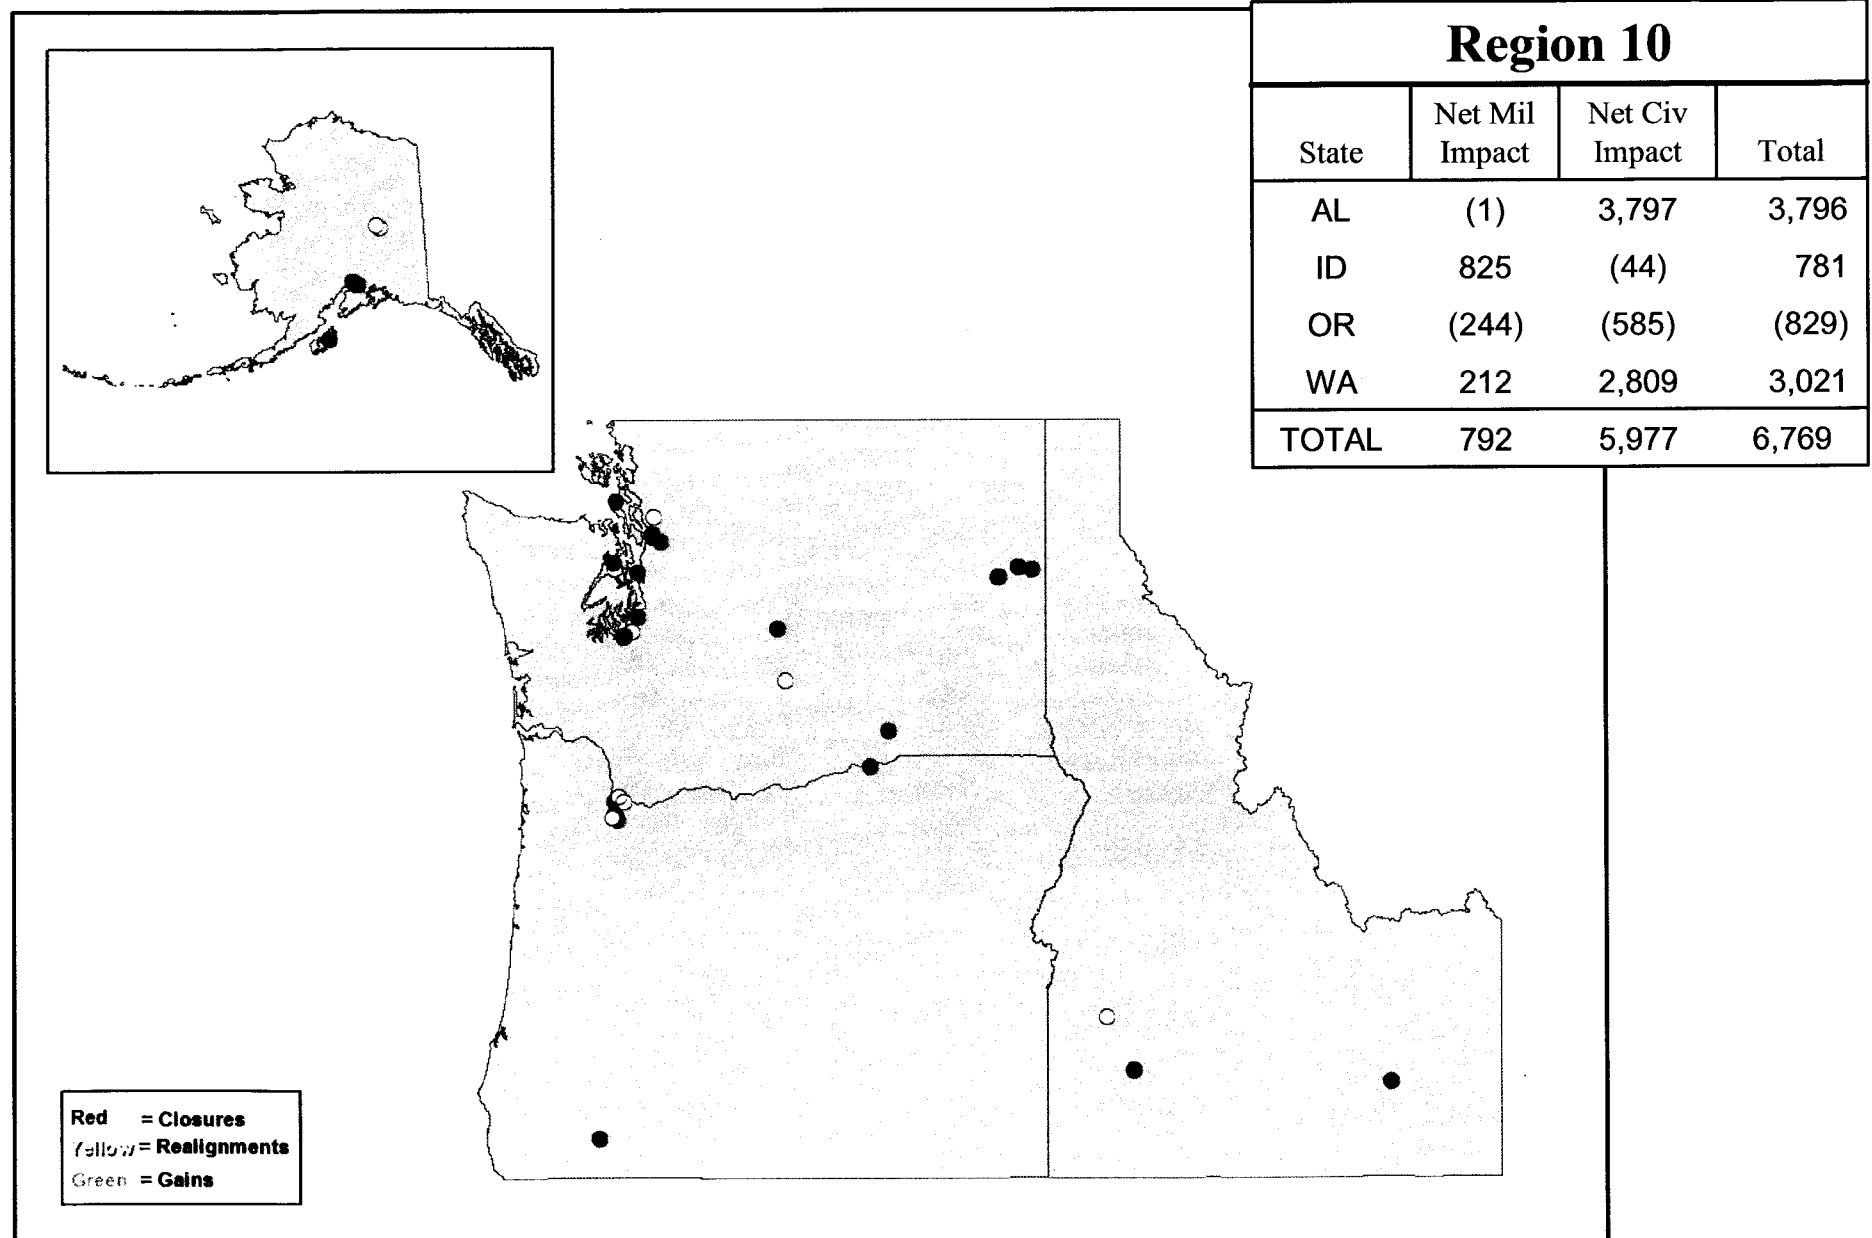 Region 10
State Net Mil Impact Net Civ Impact Total
AL (1) 3,797 3,796
ID 825 (44) 781
OR (244) (585) (829)
WA 212 2,809 3,021
TOTAL 792 5,977 6,769
Red = Closures
Yellow = Realignments
Green = Gains